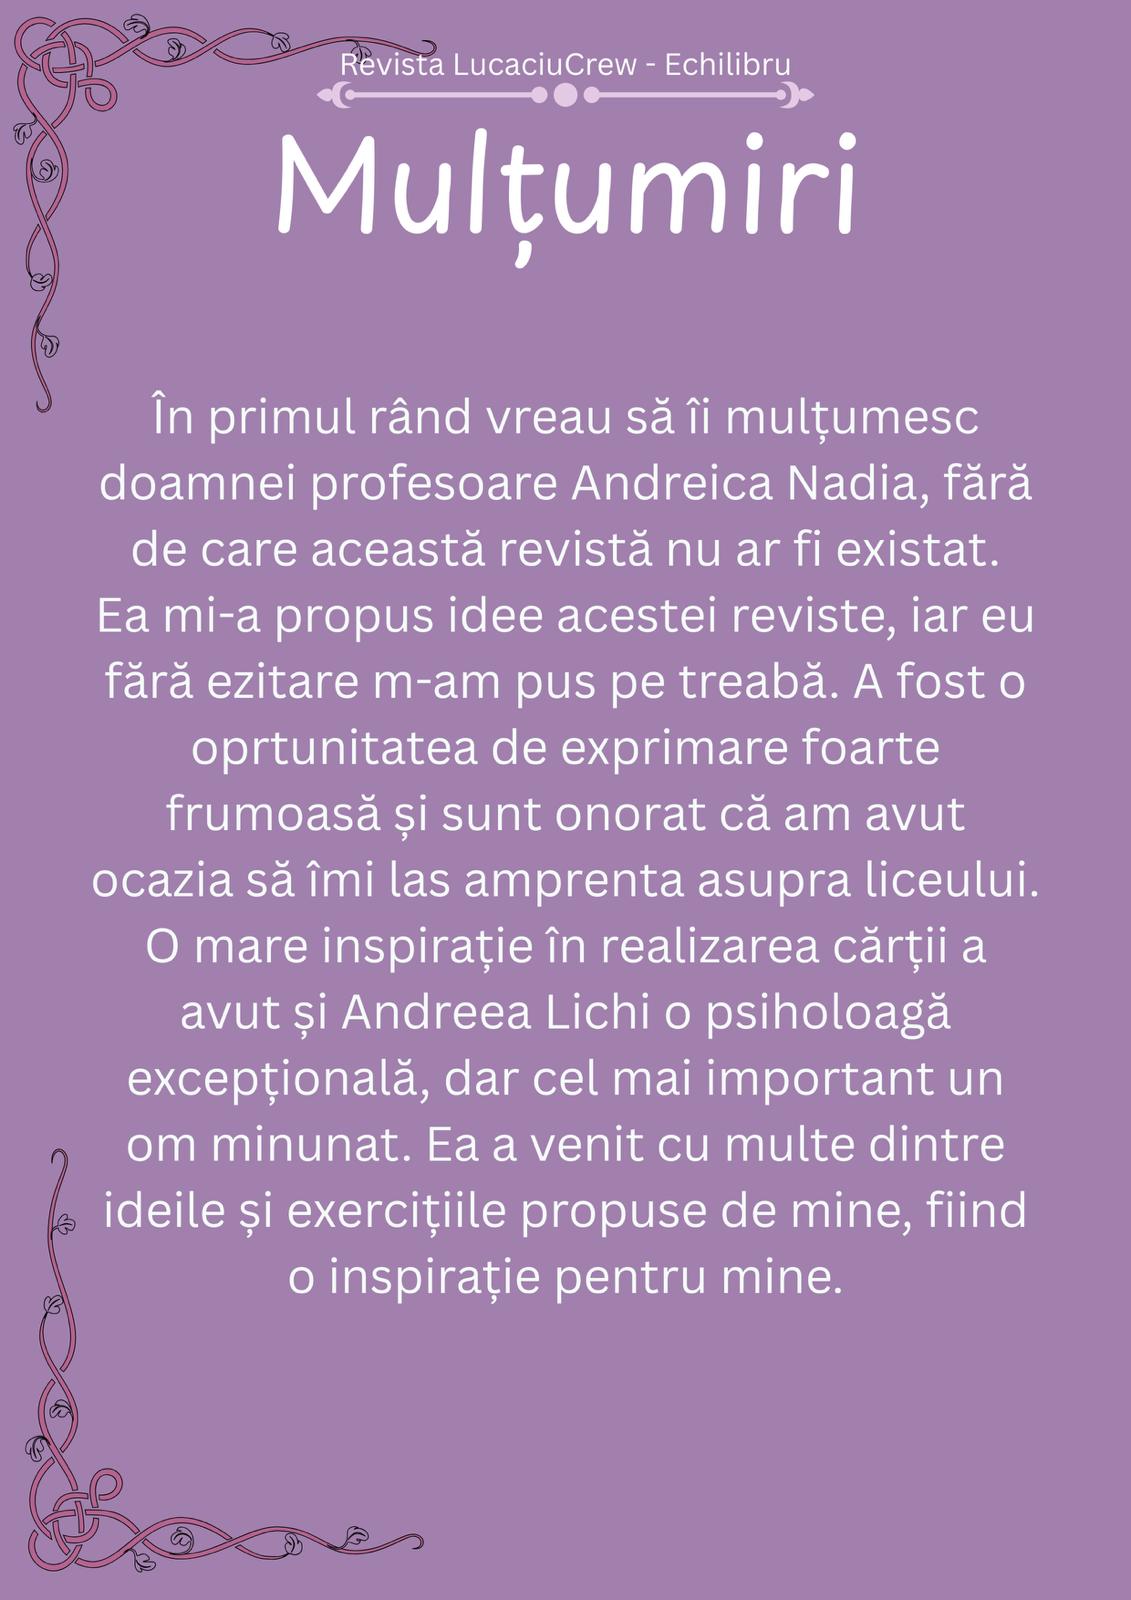 Revista LucaciuCrew - Echilibru
Mulțumiri
În primul rând vreau să îi mulțumesc
doamnei profesoare Andreica Nadia, fără
de care această revistă nu ar fi existat.
Ea mi-a propus idee acestei reviste, iar eu
fără ezitare m-am pus pe treabă. A fost o
oprtunitatea de exprimare foarte
frumoasă și sunt onorat că am avut
ocazia să îmi las amprenta asupra liceului.
O mare inspirație în realizarea cărții a
avut și Andreea Lichi o psiholoagă
excepțională, dar cel mai important un
om minunat. Ea a venit cu multe dintre
ideile și exercițiile propuse de mine, fiind
o inspirație pentru mine.